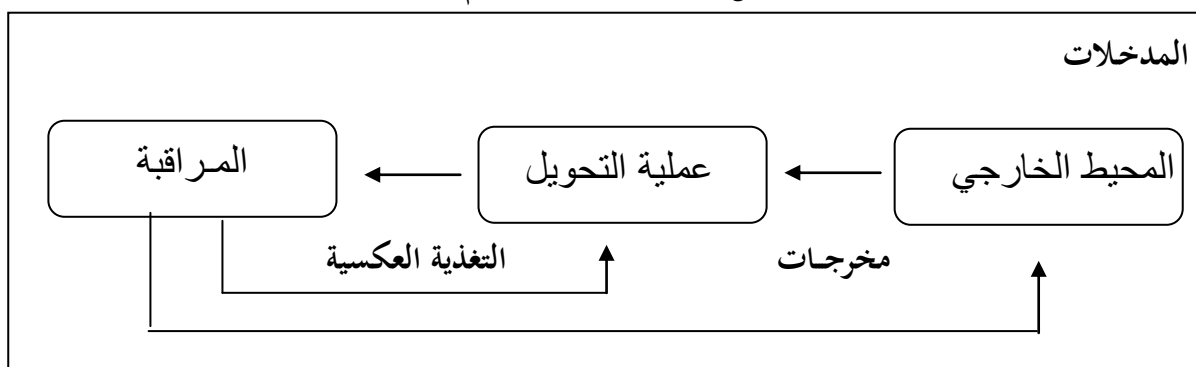 المدخلات
المحيط الخارجي
عملية التحويل
المراقبة
مخرجات
التغذية العكسية